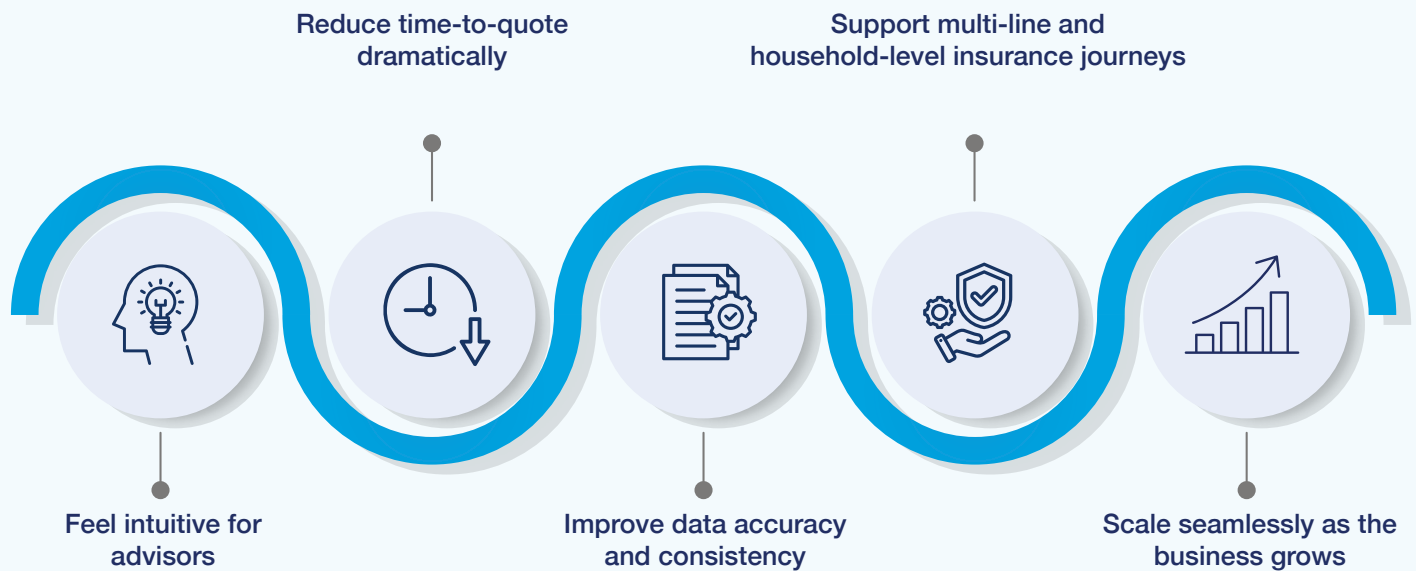 Reduce time-to-quote
dramatically
Support multi-line and
household-level insurance journeys
Feel intuitive for
advisors
Improve data accuracy
and consistency
Scale seamlessly as the
business grows